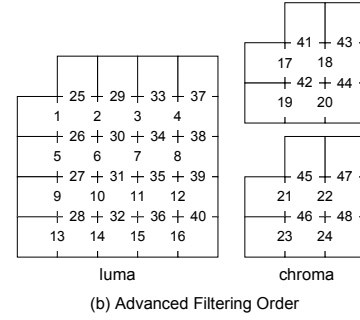 41 43
17 18
42 44
19 20
25 29 33 37
1 2 3 4
26 30 34 38
5 6 7 8
27 31 35 39
9 10 11 12
28 32 36 40
13 14 15 16
45 47
21 22
46 48
23 24
luma
chroma
(b) Advanced Filtering Order